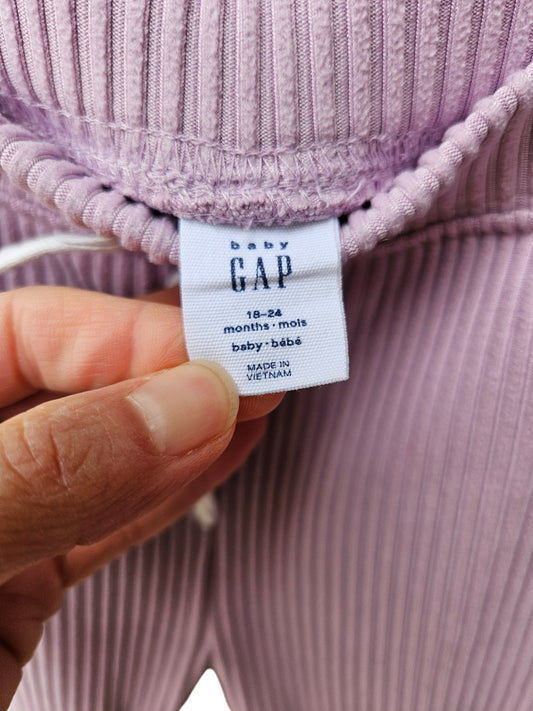 baby
GAP
18-24
months · mois
baby · bébé
MADE IN
VIETNAM